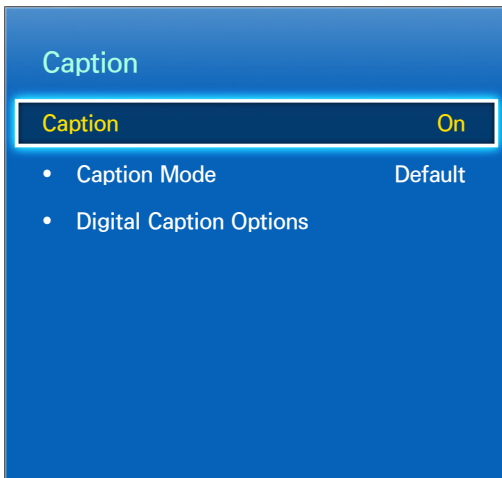 Caption
Caption On
• Caption Mode Default
• Digital Caption Options